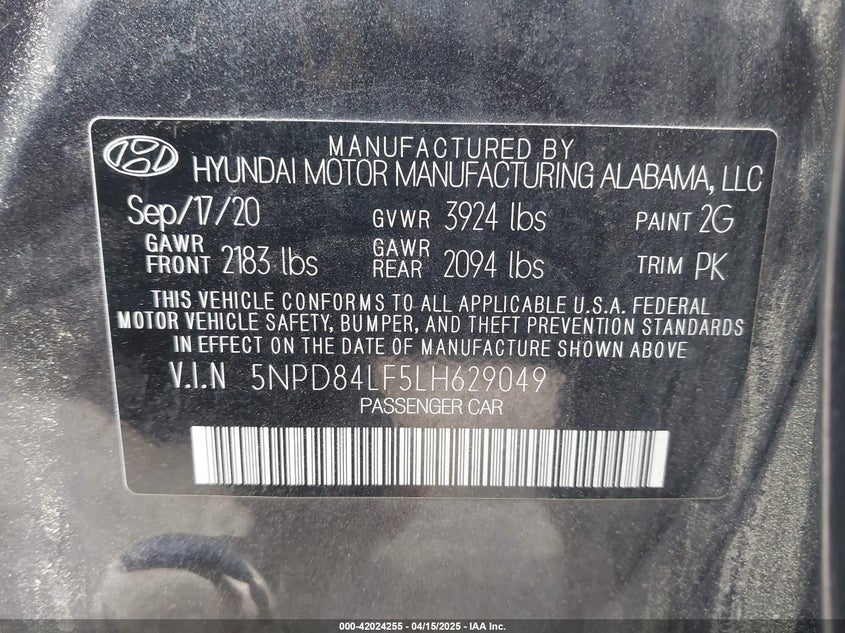 MANUFACTURED BY
HYUNDAI MOTOR MANUFACTURING ALABAMA, LLC
Sep/17/20 GVWR 3924 lbs PAINT 2G
GAWR FRONT 2183 lbs GAWR REAR 2094 lbs TRIM PK
THIS VEHICLE CONFORMS TO ALL APPLICABLE U.S.A. FEDERAL
MOTOR VEHICLE SAFETY, BUMPER, AND THEFT PREVENTION STANDARDS
IN EFFECT ON THE DATE OF MANUFACTURE SHOWN ABOVE
V.I.N 5NPD84LF5LH629049
PASSENGER CAR
000-42024255 - 04/15/2025 - IAA Inc.